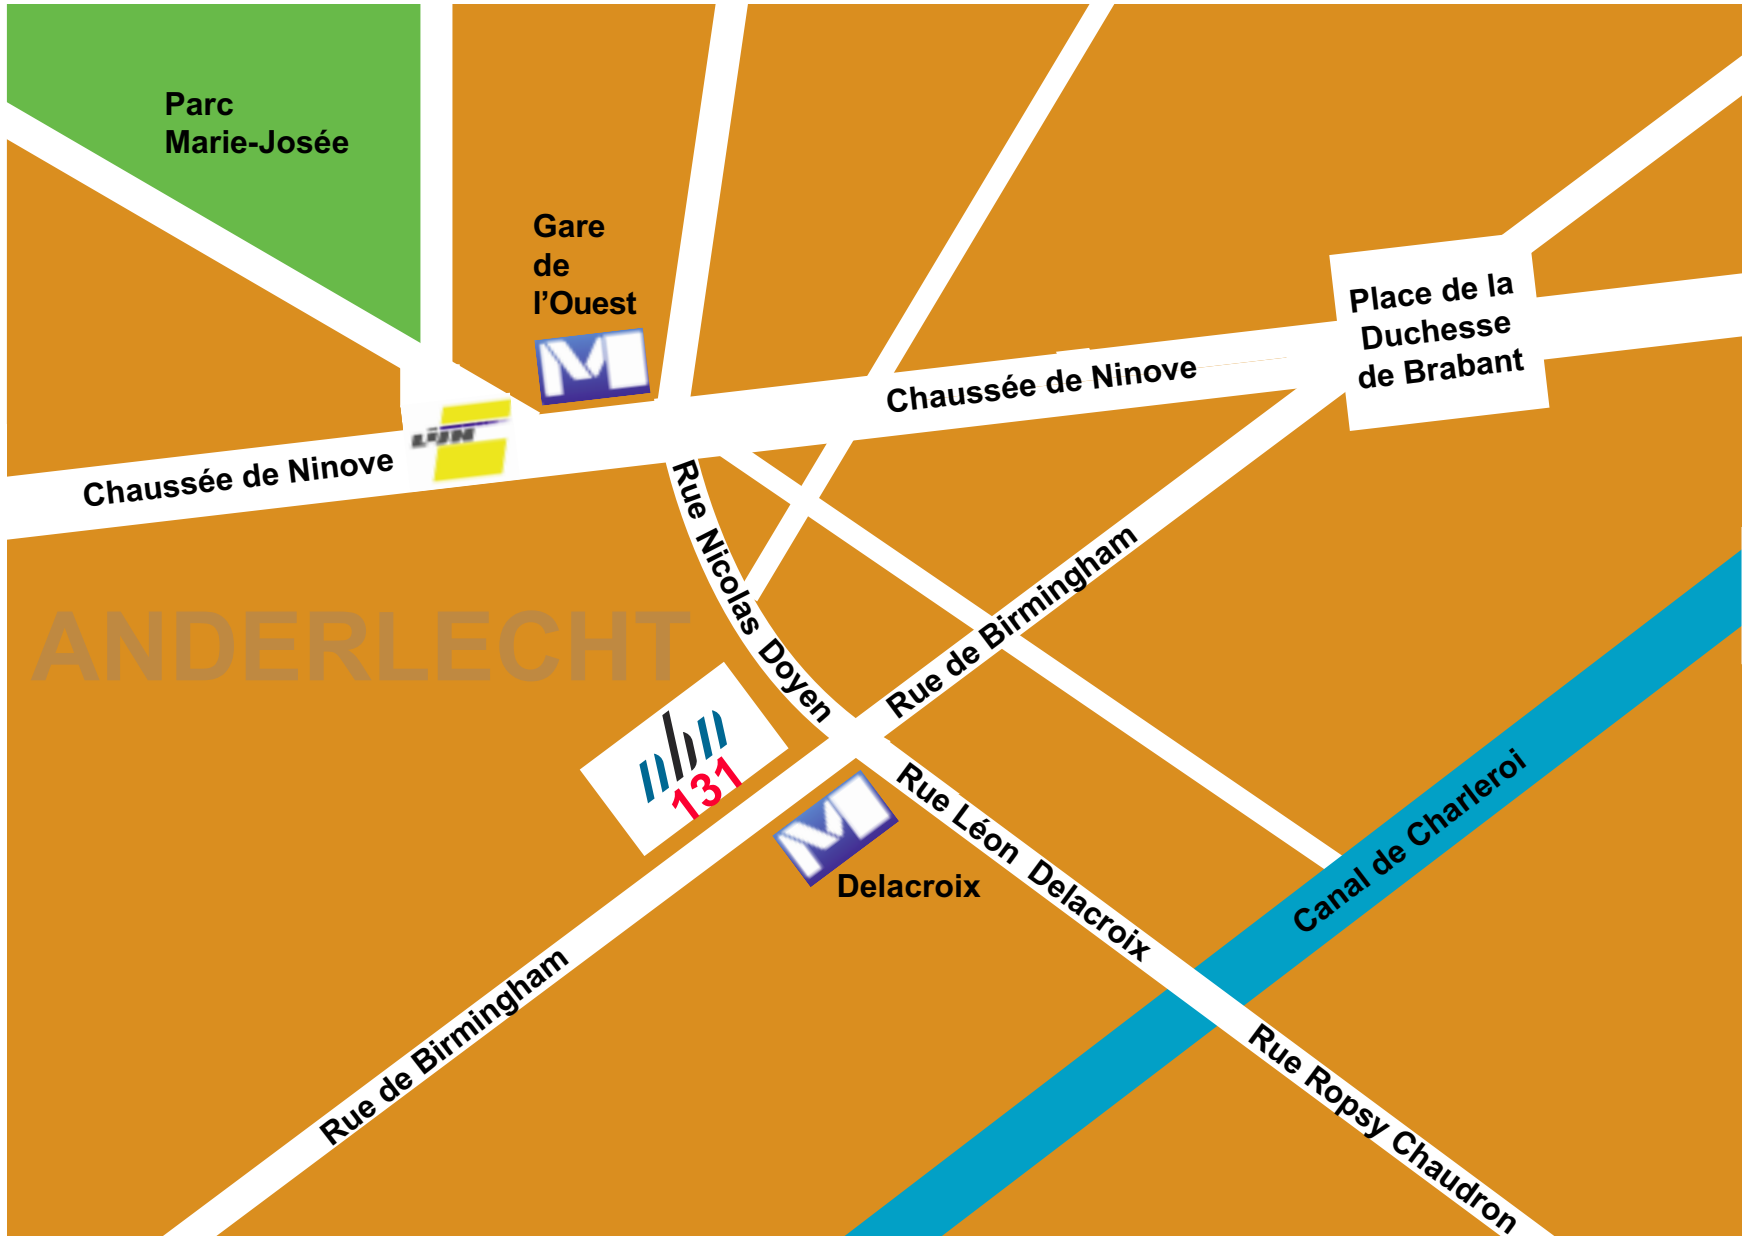 Parc
Marie-Josée
Gare
de
l'Ouest
Place de la
Duchesse
de Brabant
Chaussée de Ninove
Chaussée de Ninove
Rue Nicolas Doyen
Rue de Birmingham
ANDERLECHT
131
Delacroix
Rue Léon Delacroix
Canal de Charleroi
Rue de Birmingham
Rue Ropsy Chaudron